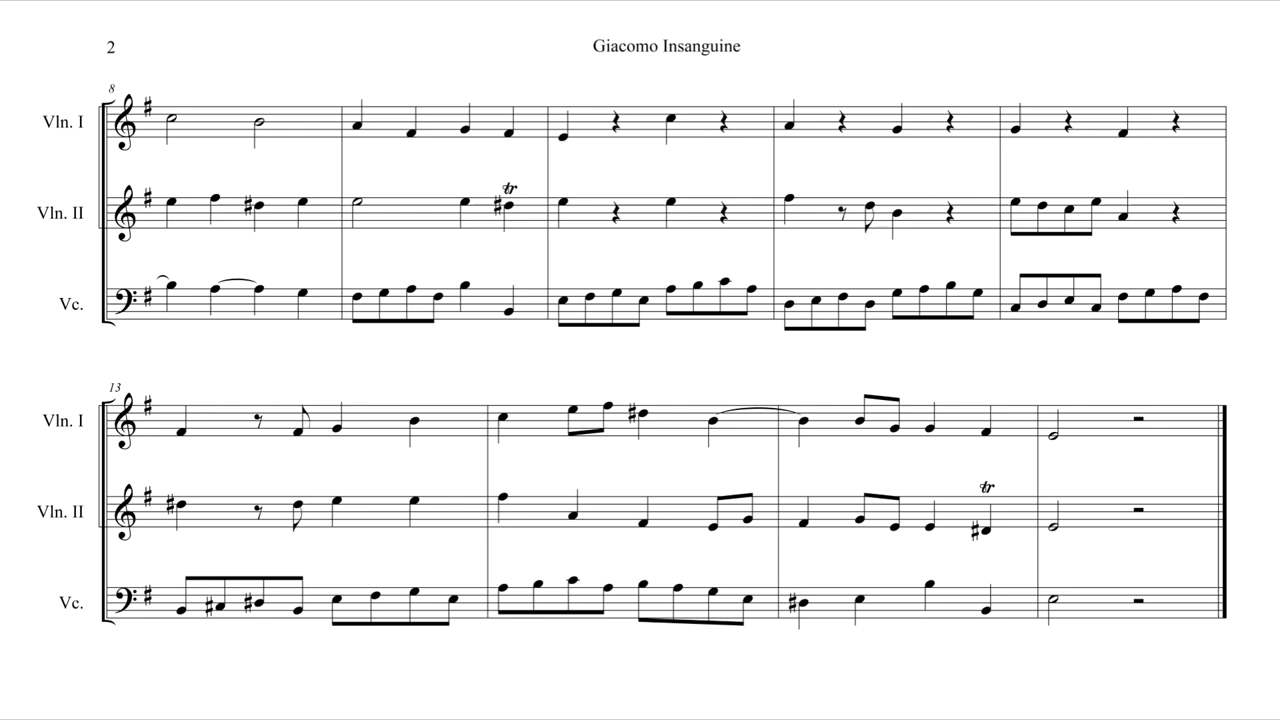 2
Giacomo Insanguine
8
Vln. I
tr
Vln. II
Vc.
13
Vln. I
tr
Vln. II
Vc.